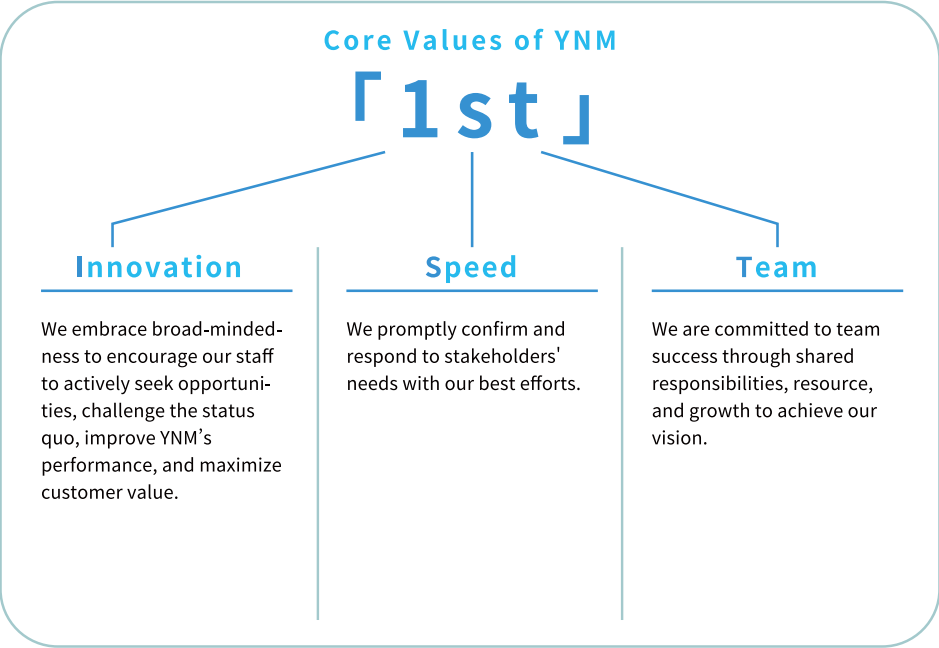 Core Values of YNM
「1st」
Innovation
We embrace broad-minded-
ness to encourage our staff
to actively seek opportuni-
ties, challenge the status
quo, improve YNM’s
performance, and maximize
customer value.
Speed
We promptly confirm and
respond to stakeholders'
needs with our best efforts.
Team
We are committed to team
success through shared
responsibilities, resource,
and growth to achieve our
vision.